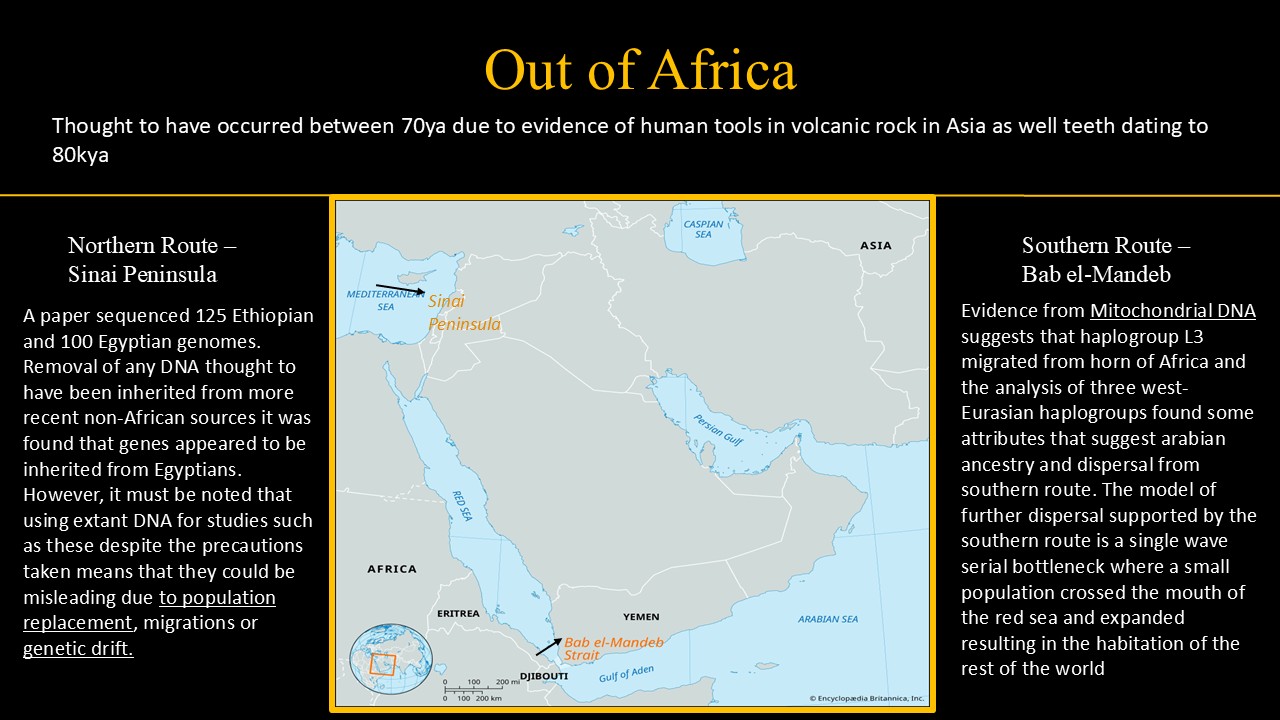 Out of Africa
Thought to have occurred between 70ya due to evidence of human tools in volcanic rock in Asia as well teeth dating to
80kya
Northern Route –
Sinai Peninsula
A paper sequenced 125 Ethiopian
and 100 Egyptian genomes.
Removal of any DNA thought to
have been inherited from more
recent non-African sources it was
found that genes appeared to be
inherited from Egyptians.
However, it must be noted that
using extant DNA for studies such
as these despite the precautions
taken means that they could be
misleading due to population
replacement, migrations or
genetic drift.
CASPIAN
SEA
ASIA
MEDITERRANEAN
SEA
Sinai
Peninsula
Persian Gulf
RED SEA
AFRICA
ERITREA
YEMEN
ARABIAN SEA
Bab el-Mandeb
Strait
DJIBOUTI
Gulf of Aden
0 100 200 mi
0 100 200 km
© Encyclopædia Britannica, Inc.
Southern Route –
Bab el-Mandeb
Evidence from Mitochondrial DNA
suggests that haplogroup L3
migrated from horn of Africa and
the analysis of three west-
Eurasian haplogroups found some
attributes that suggest arabian
ancestry and dispersal from
southern route. The model of
further dispersal supported by the
southern route is a single wave
serial bottleneck where a small
population crossed the mouth of
the red sea and expanded
resulting in the habitation of the
rest of the world